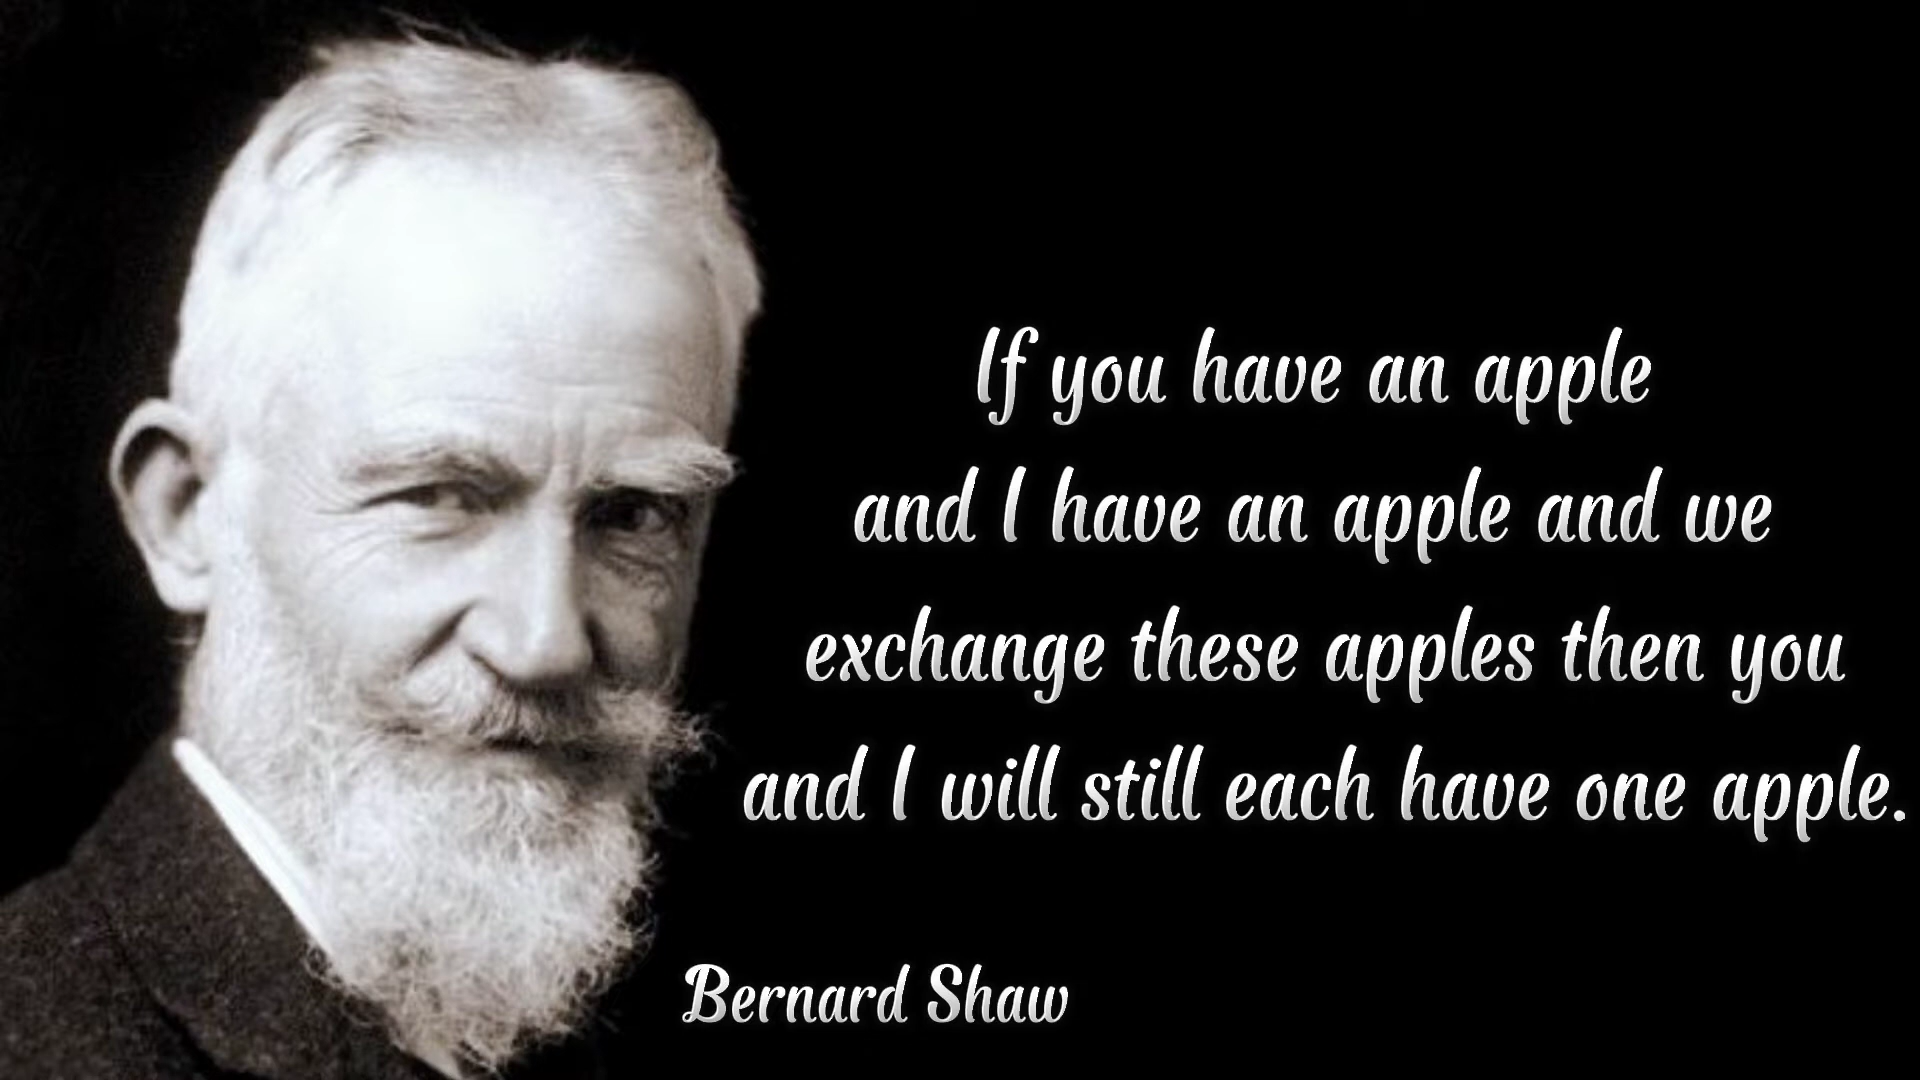 If you have an apple
and I have an apple and we
exchange these apples then you
and I will still each have one apple.
Bernard Shaw